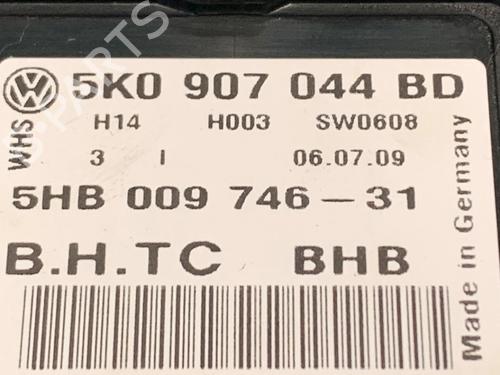 5K0 907 044 BD
WHS
H14 H003 SW0608
3 I 06.07.09
5HB 009 746-31
B.H.TC BHB
Made in Germany